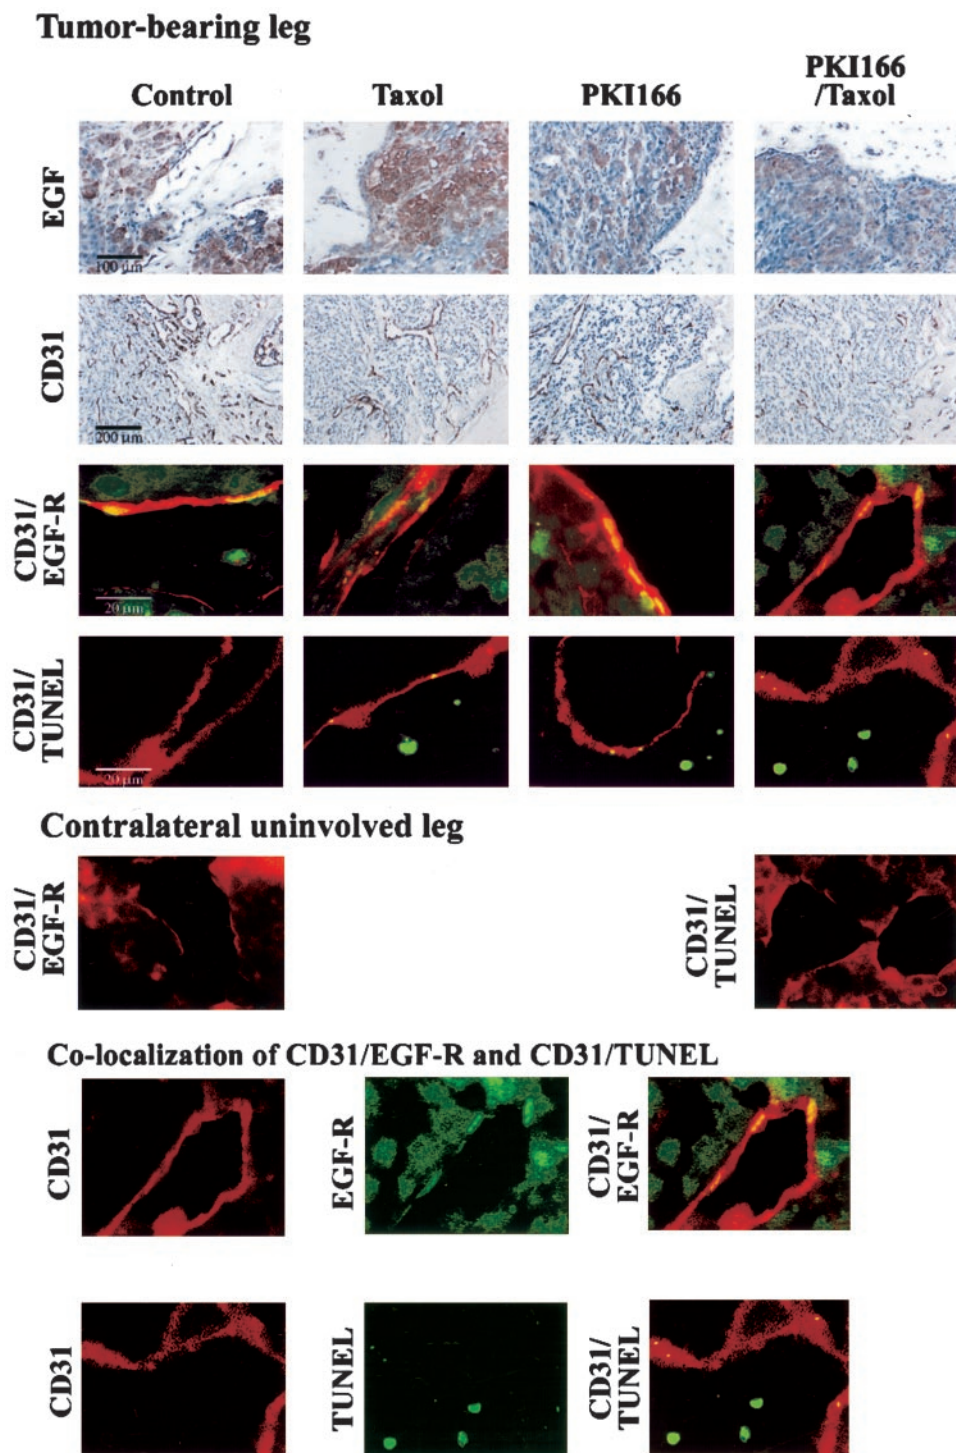 Tumor-bearing leg
Control
Taxol
PKI166
PKI166
/Taxol
EGF
100 µm
CD31
200 µm
CD31/
EGF-R
20 µm
CD31/
TUNEL
20 µm
Contralateral uninvolved leg
CD31/
EGF-R
CD31/
TUNEL
Co-localization of CD31/EGF-R and CD31/TUNEL
CD31
EGF-R
CD31/
EGF-R
CD31
TUNEL
CD31/
TUNEL